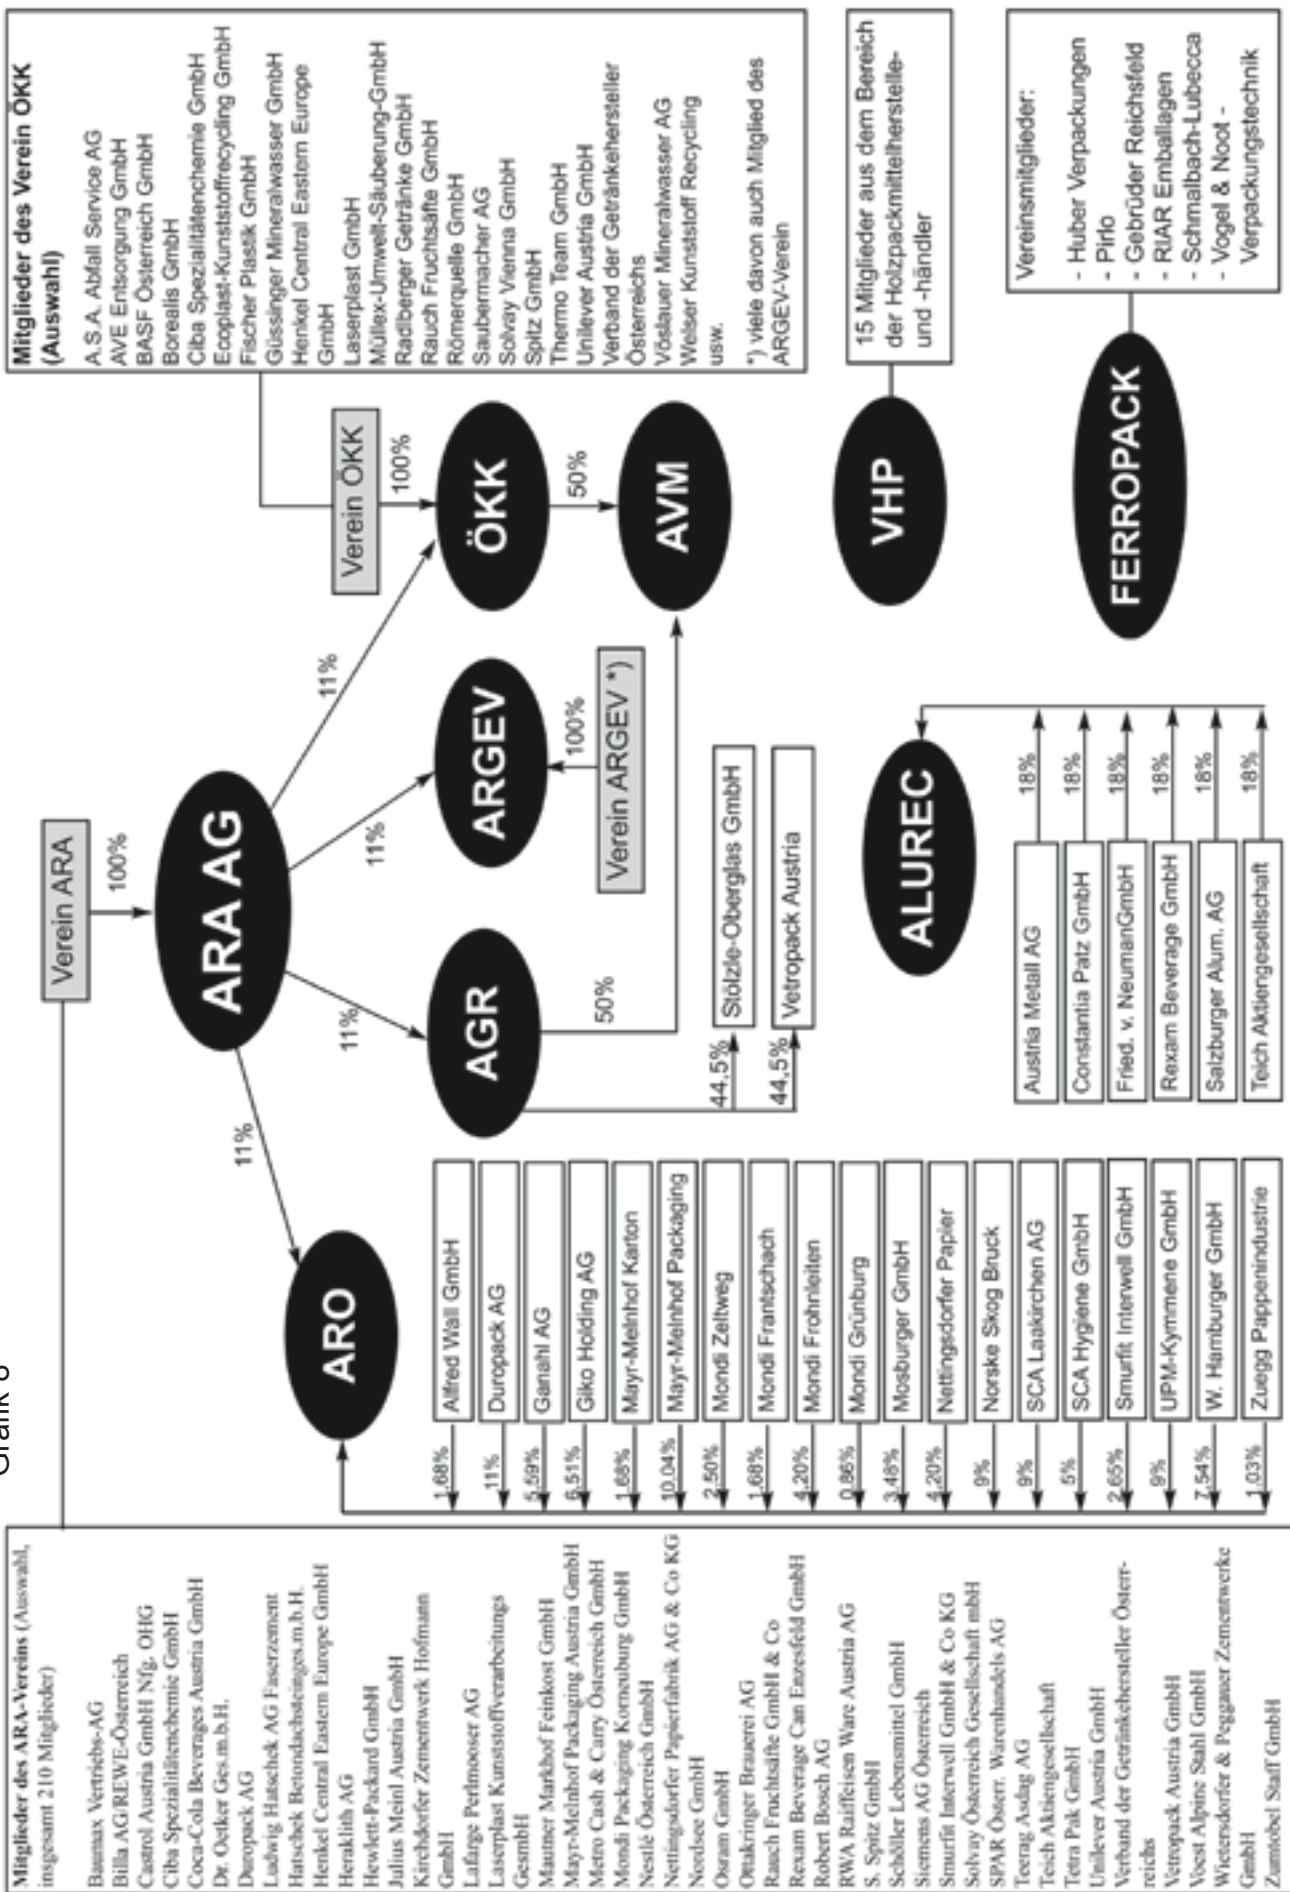 Grafik 8
Mitglieder des ARA-Vereins (Auswahl,
insgesamt 210 Mitglieder)
Baumax Vertriebs-AG
Billa AG/REWE-Österreich
Castrol Austria GmbH Nfg. OHG
Ciba Spezialitätenchemie GmbH
Coca-Cola Beverages Austria GmbH
Dr. Oetker Ges.m.b.H.
Duropack AG
Ludwig Hatschek AG Faserzement
Hatschek Betondachsteinges.m.b.H.
Henkel Central Eastern Europe GmbH
Heraklith AG
Hewlett-Packard GmbH
Julius Meinl Austria GmbH
Kirchdorfer Zementwerk Hofmann
GmbH
Lafarge Perlmooser AG
Laserplast Kunststoffverarbeitungs
GesmbH
Mautner Markhof Feinkost GmbH
Mayr-Melnhof Packaging Austria GmbH
Metro Cash & Carry Österreich GmbH
Mondi Packaging Korneuburg GmbH
Nestlé Österreich GmbH
Nettingsdorfer Papierfabrik AG & Co KG
Nordsee GmbH
Osram GmbH
Ottakringer Brauerei AG
Rauch Fruchtsäfte GmbH & Co
Rexam Beverage Can Enzesfeld GmbH
Robert Bosch AG
RWA Raiffeisen Ware Austria AG
S. Spitz GmbH
Schöller Lebensmittel GmbH
Siemens AG Österreich
Smurfit Interwell GmbH & Co KG
Solvay Österreich Gesellschaft mbH
SPAR Österr. Warenhandels AG
Teerag Asdag AG
Teich Aktiengesellschaft
Tetra Pak GmbH
Unilever Austria GmbH
Verband der Getränkehersteller Öster-
reichs
Vetropack Austria GmbH
Voest Alpine Stahl GmbH
Wietersdorfer & Peggauer Zementwerke
GmbH
Zumtobel Staff GmbH
Verein ARA
100%
ARA AG
11%
11%
11%
11%
ARO
AGR
ARGEV
ÖKK
Verein ÖKK
100%
50%
AVM
100%
Verein ARGEV *)
50%
44,5%
Stölzle-Oberglas GmbH
44,5%
Vetropack Austria
1,68%
Alfred Wall GmbH
11%
Duropack AG
5,59%
Ganahl AG
6,51%
Giko Holding AG
1,68%
Mayr-Melnhof Karton
10,04%
Mayr-Melnhof Packaging
2,50%
Mondi Zeltweg
1,68%
Mondi Frantschach
4,20%
Mondi Frohnleiten
0,86%
Mondi Grünburg
3,48%
Mosburger GmbH
4,20%
Nettingsdorfer Papier
9%
Norske Skog Bruck
9%
SCA Laakirchen AG
5%
SCA Hygiene GmbH
2,65%
Smurfit Interwell GmbH
9%
UPM-Kymmene GmbH
7,54%
W. Hamburger GmbH
1,03%
Zuegg Pappenindustrie
ALUREC
Austria Metall AG
18%
Constantia Patz GmbH
18%
Fried. v. NeumanGmbH
18%
Rexam Beverage GmbH
18%
Salzburger Alum. AG
18%
Teich Aktiengesellschaft
18%
Mitglieder des Verein ÖKK
(Auswahl)
A.S.A. Abfall Service AG
AVE Entsorgung GmbH
BASF Österreich GmbH
Borealis GmbH
Ciba Spezialitätenchemie GmbH
Ecoplast-Kunststoffrecycling GmbH
Fischer Plastik GmbH
Güssinger Mineralwasser GmbH
Henkel Central Eastern Europe
GmbH
Laserplast GmbH
Müllex-Umwelt-Säuberung-GmbH
Radlberger Getränke GmbH
Rauch Fruchtsäfte GmbH
Römerquelle GmbH
Saubermacher AG
Solvay Vienna GmbH
Spitz GmbH
Thermo Team GmbH
Unilever Austria GmbH
Verband der Getränkehersteller
Österreichs
Vöslauer Mineralwasser AG
Welser Kunststoff Recycling
usw.
*) viele davon auch Mitglied des
ARGEV-Verein
VHP
15 Mitglieder aus dem Bereich
der Holzpackmittelherstelle-
und -händler
FERROPACK
Vereinsmitglieder:
- Huber Verpackungen
- Pirlo
- Gebrüder Reichsfeld
- RIAR Emballagen
- Schmalbach-Lubecca
- Vogel & Noot -
Verpackungstechnik